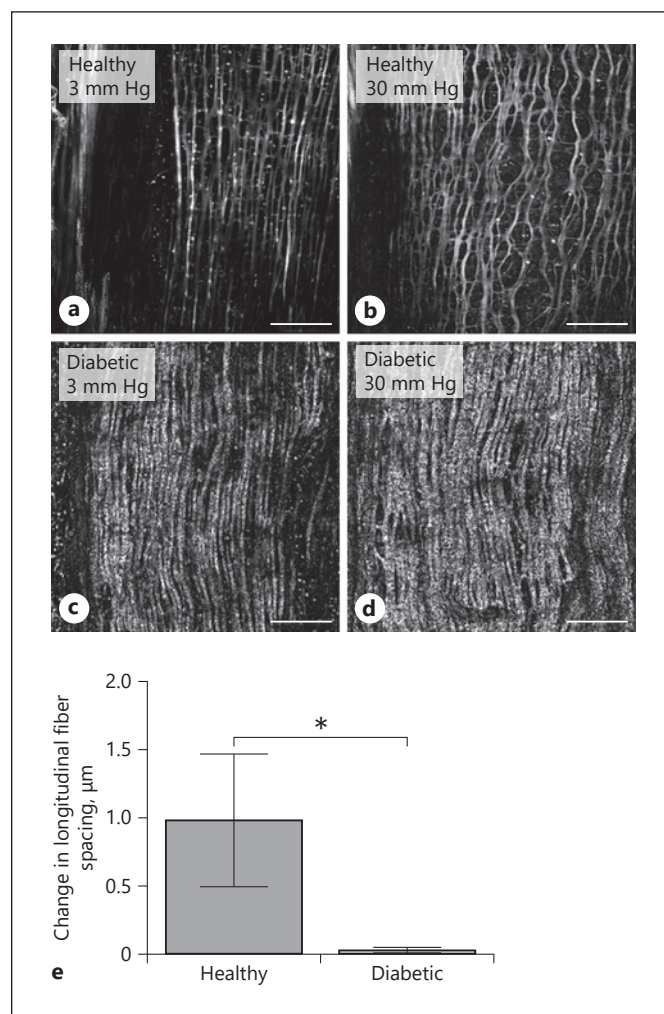 Healthy
3 mm Hg
Healthy
30 mm Hg
a
b
Diabetic
3 mm Hg
Diabetic
30 mm Hg
c
d
Change in longitudinal fiber
spacing, μm
2.0
1.5
1.0
0.5
0
*
Healthy
Diabetic
e